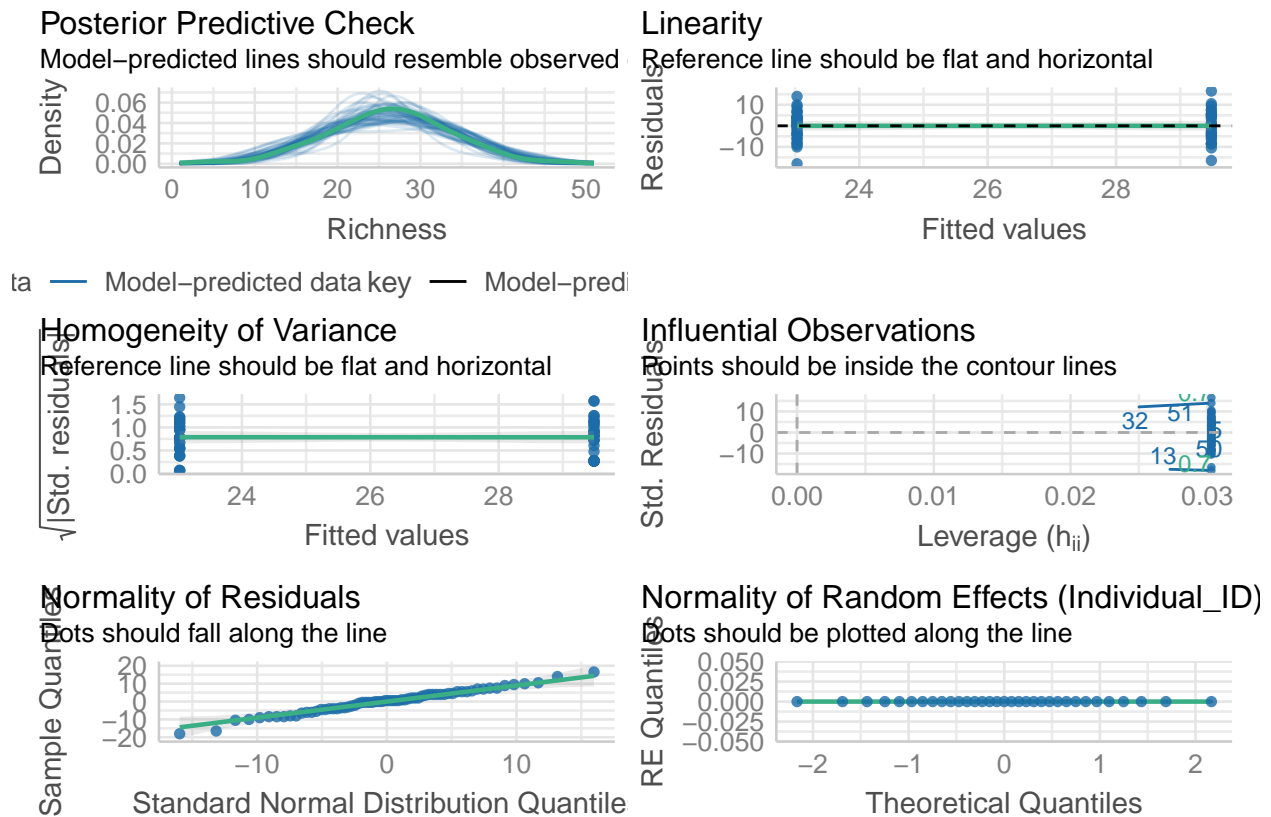 Posterior Predictive Check
Model−predicted lines should resemble observed
Density
0.06
0.04
0.02
0.00
0 10 20 30 40 50
Richness
ta Model−predicted data key Model−predi
Linearity
Reference line should be flat and horizontal
Residuals
10
0
−10
24 26 28
Fitted values
Homogeneity of Variance
Reference line should be flat and horizontal
√|Std. residuals|
1.5
1.0
0.5
0.0
24 26 28
Fitted values
Influential Observations
Points should be inside the contour lines
Std. Residuals
10
0
−10
0.7
51
32
5
50
13
0.7
0.00 0.01 0.02 0.03
Leverage (hii)
Normality of Residuals
Dots should fall along the line
Sample Quantiles
20
10
0
−10
−20
−10 0 10
Standard Normal Distribution Quantile
Normality of Random Effects (Individual_ID)
Dots should be plotted along the line
RE Quantiles
0.050
0.025
0.000
−0.025
−0.050
−2 −1 0 1 2
Theoretical Quantiles